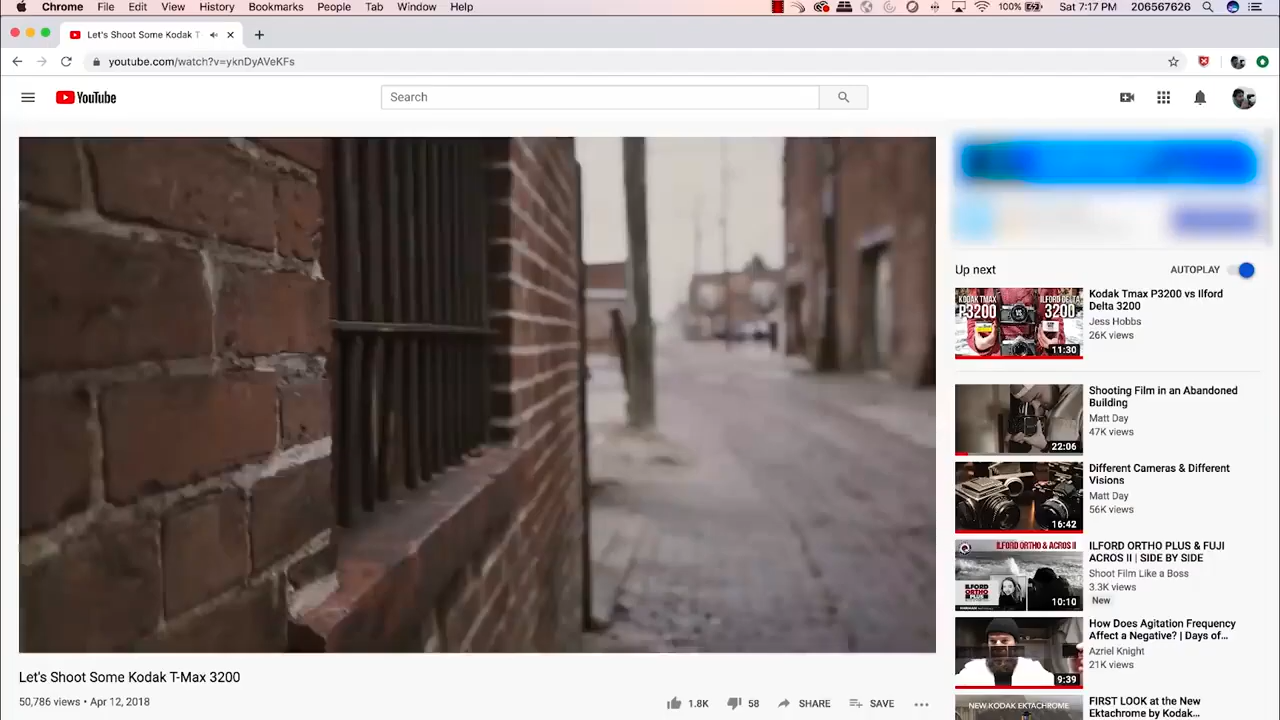 Chrome File Edit View History Bookmarks People Tab Window Help 100% Sat 7:17 PM 206567626
Let's Shoot Some Kodak T
youtube.com/watch?v=yknDyAVeKFs
YouTube Search
Up next AUTOPLAY
KODAK TMAX P3200 VS ILFORD DELTA 3200 11:30
Kodak Tmax P3200 vs Ilford
Delta 3200
Jess Hobbs
26K views
22:06
Shooting Film in an Abandoned
Building
Matt Day
47K views
16:42
Different Cameras & Different
Visions
Matt Day
56K views
ILFORD ORTHO & ACROS II
ILFORD
ORTHO
10:10
ILFORD ORTHO PLUS & FUJI
ACROS II | SIDE BY SIDE
Shoot Film Like a Boss
3.3K views
New
9:39
How Does Agitation Frequency
Affect a Negative? | Days of...
Azriel Knight
21K views
NEW KODAK EKTACHROME
FIRST LOOK at the New
Ektachrome by Kodak...
Let's Shoot Some Kodak T-Max 3200
50,786 views • Apr 12, 2018
1.8K 58 SHARE SAVE